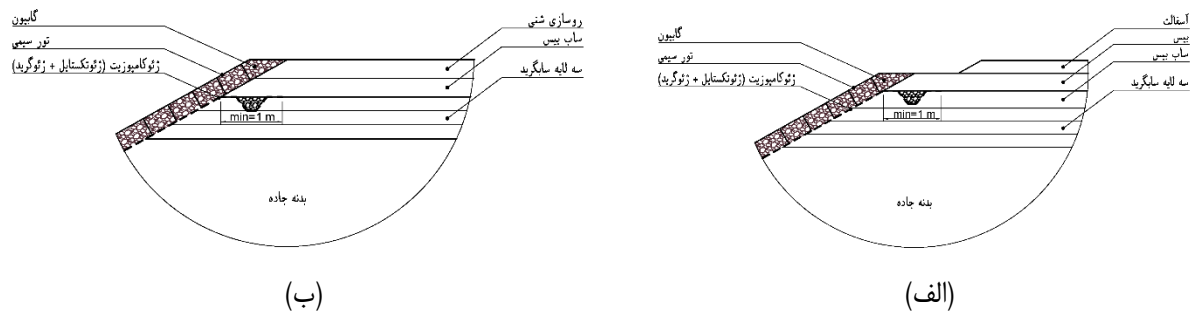 آسفالت
بیس
ساب بیس
سه لایه سابگرید
گابیون
تور سیمی
ژئوکامپوزیت (ژئوتکستایل + ژئوگرید)
min=1 m
بدنه جاده
(الف)
روسازی شنی
ساب بیس
سه لایه سابگرید
گابیون
تور سیمی
ژئوکامپوزیت (ژئوتکستایل + ژئوگرید)
min=1 m
بدنه جاده
(ب)